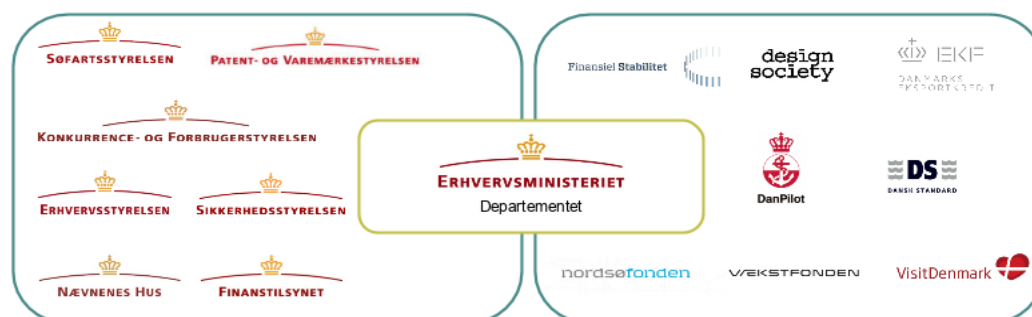 SØFARTSSTYRELSEN
PATENT- OG VAREMÆRKESTYRELSEN
KONKURRENCE- OG FORBRUGERSTYRELSEN
ERHVERVSSTYRELSEN
SIKKERHEDSSTYRELSEN
NÆVNENES HUS
FINANSTILSYNET
ERHVERVSMINISTERIET
Departementet
Finansiel Stabilitet
design
society
EKF
DANMARKS
EKSPORTKREDIT
DanPilot
DS
DANSK STANDARD
nordsøfonden
VÆKSTFONDEN
VisitDenmark